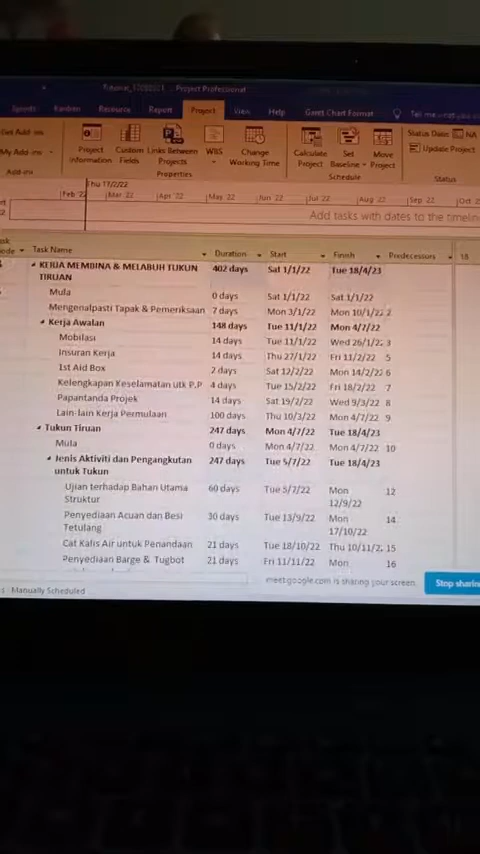 Tutorial_17022021 - Project Professional
Kanban Resource Report Project View Help Gantt Chart Format Tell me what you
Get Add-ins
My Add-ins
Add-ins
Project Information
Custom Fields
Links Between Projects
WBS
Change Working Time
Properties
Calculate Project
Set Baseline
Move Project
Schedule
Status Date: NA
Update Project
Status
Thu 17/2/22
Feb '22 Mar '22 Apr '22 May '22 Jun '22 Jul '22 Aug '22 Sep '22 Oct
Add tasks with dates to the timeline
Task Name Duration Start Finish Predecessors 18
KERJA MEMBINA & MELABUH TUKUN TIRUAN 402 days Sat 1/1/22 Tue 18/4/23
Mula 0 days Sat 1/1/22 Sat 1/1/22
Mengenalpasti Tapak & Pemeriksaan 7 days Mon 3/1/22 Mon 10/1/22 2
Kerja Awalan 148 days Tue 11/1/22 Mon 4/7/22
Mobilasi 14 days Tue 11/1/22 Wed 26/1/22 3
Insuran Kerja 14 days Thu 27/1/22 Fri 11/2/22 5
1st Aid Box 2 days Sat 12/2/22 Mon 14/2/22 6
Kelengkapan Keselamatan utk P.P 4 days Tue 15/2/22 Fri 18/2/22 7
Papantanda Projek 14 days Sat 19/2/22 Wed 9/3/22 8
Lain-lain Kerja Permulaan 100 days Thu 10/3/22 Mon 4/7/22 9
Tukun Tiruan 247 days Mon 4/7/22 Tue 18/4/23
Mula 0 days Mon 4/7/22 Mon 4/7/22 10
Jenis Aktiviti dan Pengangkutan untuk Tukun 247 days Tue 5/7/22 Tue 18/4/23
Ujian terhadap Bahan Utama Struktur 60 days Tue 5/7/22 Mon 12/9/22 12
Penyediaan Acuan dan Besi Tetulang 30 days Tue 13/9/22 Mon 17/10/22 14
Cat Kalis Air untuk Penandaan 21 days Tue 18/10/22 Thu 10/11/22 15
Penyediaan Barge & Tugbot 21 days Fri 11/11/22 Mon 16
meet.google.com is sharing your screen.
Stop sharing
Manually Scheduled